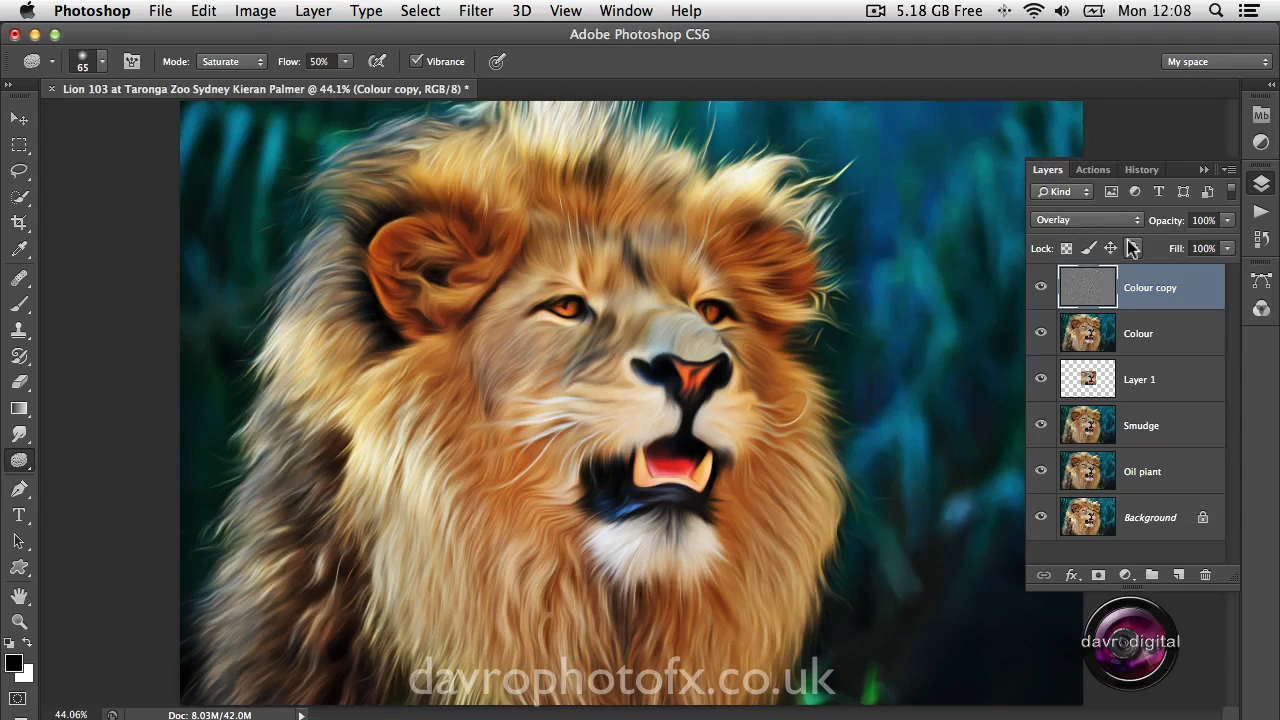 Photoshop File Edit Image Layer Type Select Filter 3D View Window Help 5.18 GB Free Mon 12:08
Adobe Photoshop CS6
65 Mode: Saturate Flow: 50% Vibrance My space
× Lion 103 at Taronga Zoo Sydney Kieran Palmer @ 44.1% (Colour copy, RGB/8) *
Mb
Layers Actions History
Kind
Overlay Opacity: 100%
Lock: Fill: 100%
Colour copy
Colour
Layer 1
Smudge
Oil piant
Background
fx
davrodigital
davrophotofx.co.uk
44.06% Doc: 8.03M/42.0M